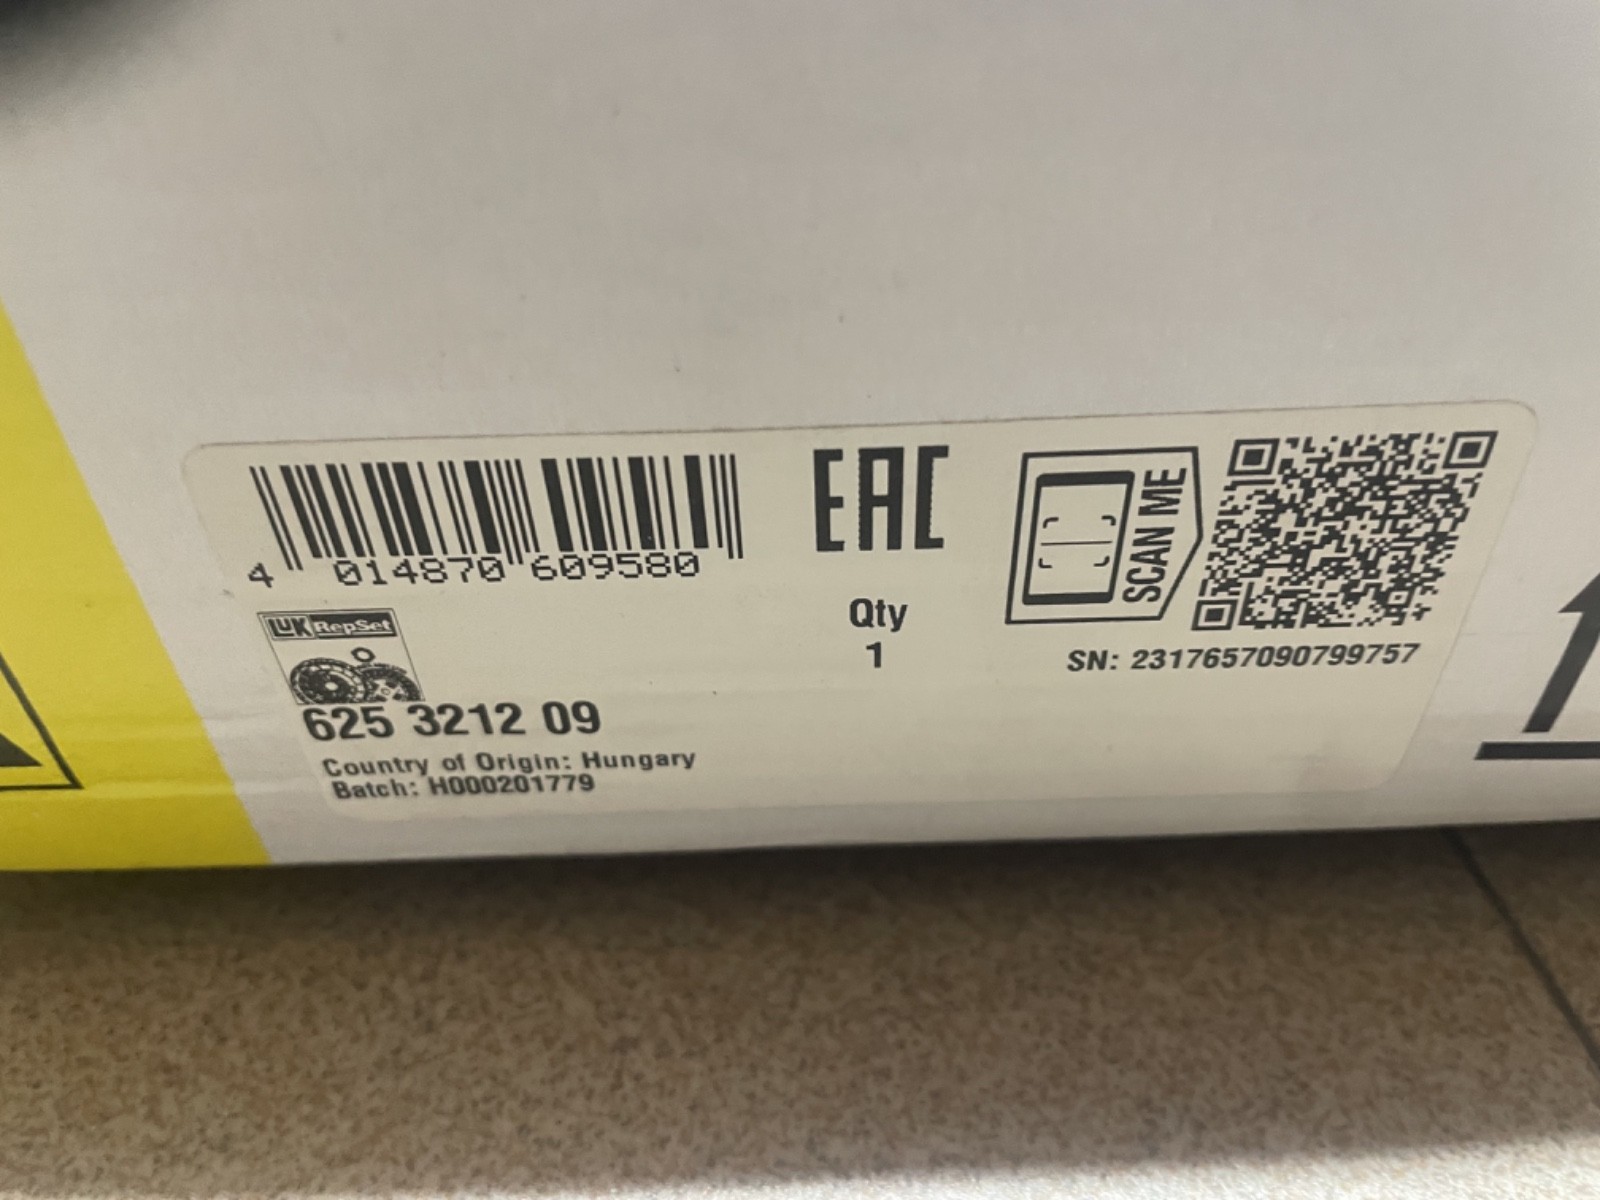 4 014870 609580
EAC
SCAN ME
Qty
1
SN: 2317657090799757
LuK RepSet
625 3212 09
Country of Origin: Hungary
Batch: H000201779